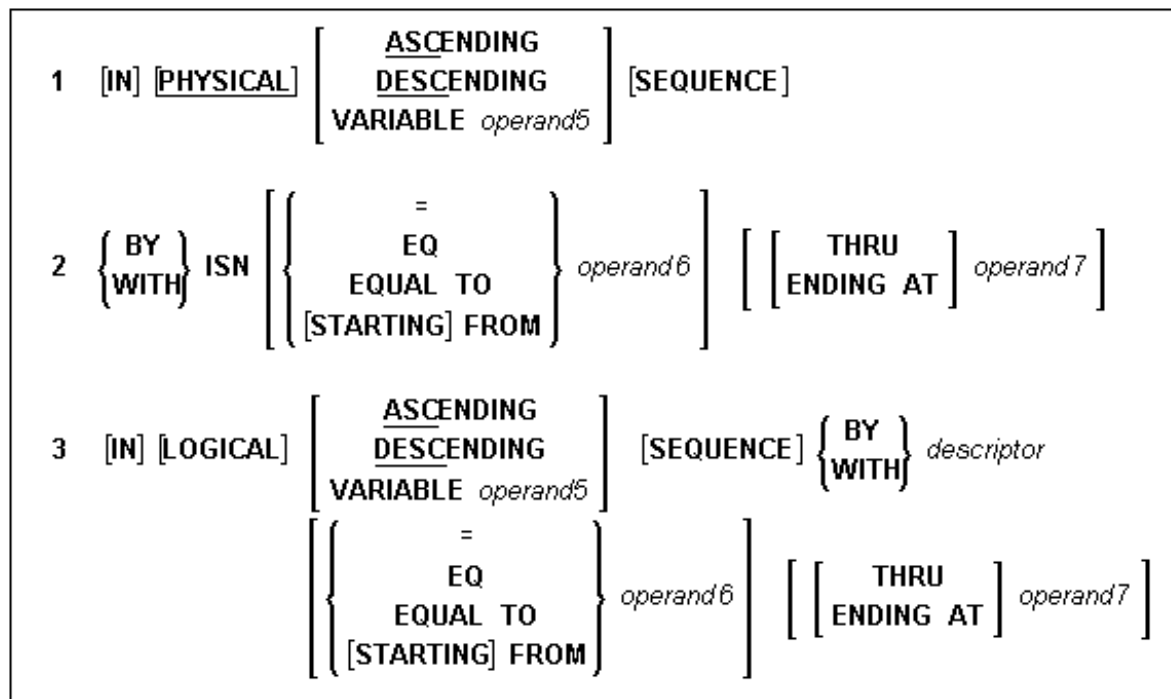 1 [IN] [PHYSICAL] [ ASCENDING
DESCENDING
VARIABLE operand5 ] [SEQUENCE]
2 { BY
WITH } ISN [ { =
EQ
EQUAL TO
[STARTING] FROM } operand6 ] [ [ THRU
ENDING AT ] operand7 ]
3 [IN] [LOGICAL] [ ASCENDING
DESCENDING
VARIABLE operand5 ] [SEQUENCE] { BY
WITH } descriptor
[ { =
EQ
EQUAL TO
[STARTING] FROM } operand6 ] [ [ THRU
ENDING AT ] operand7 ]